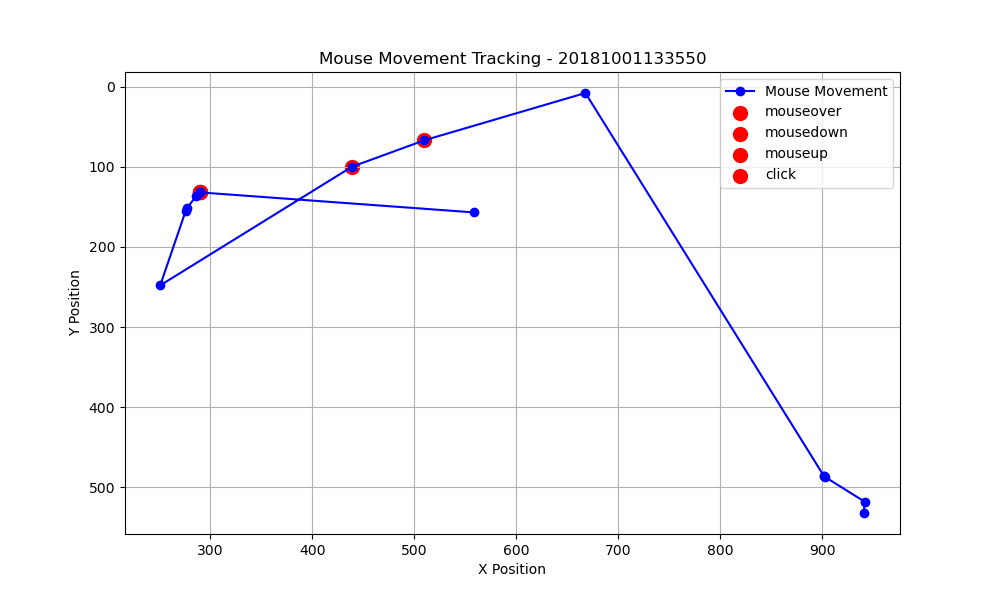 Mouse Movement Tracking - 20181001133550
Mouse Movement
mouseover
mousedown
mouseup
click
0
100
200
300
400
500
Y Position
300 400 500 600 700 800 900
X Position